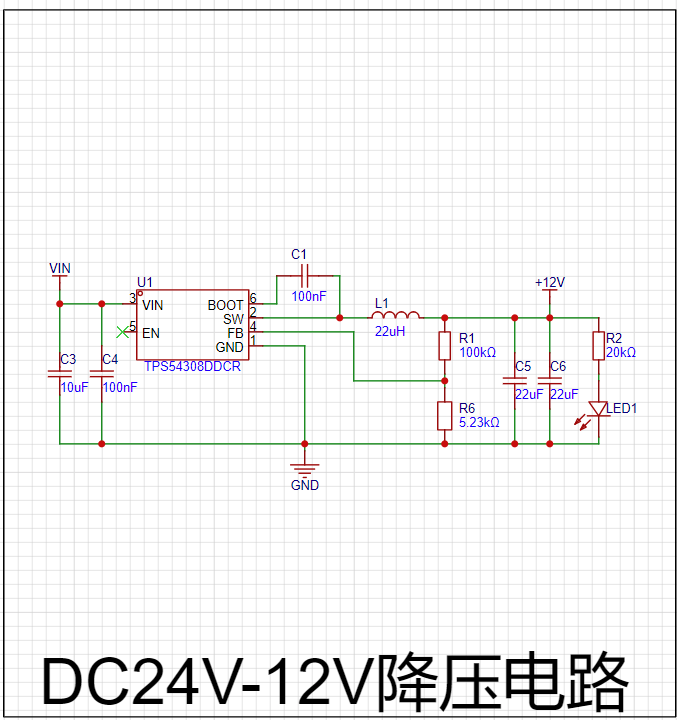 VIN
C1
100nF
+12V
U1
3
VIN
BOOT
6
SW
2
5
EN
FB
4
GND
1
TPS54308DDCR
L1
22uH
R1
100kΩ
R2
20kΩ
C3
10uF
C4
100nF
C5
22uF
C6
22uF
R6
5.23kΩ
LED1
GND
DC24V-12V降压电路